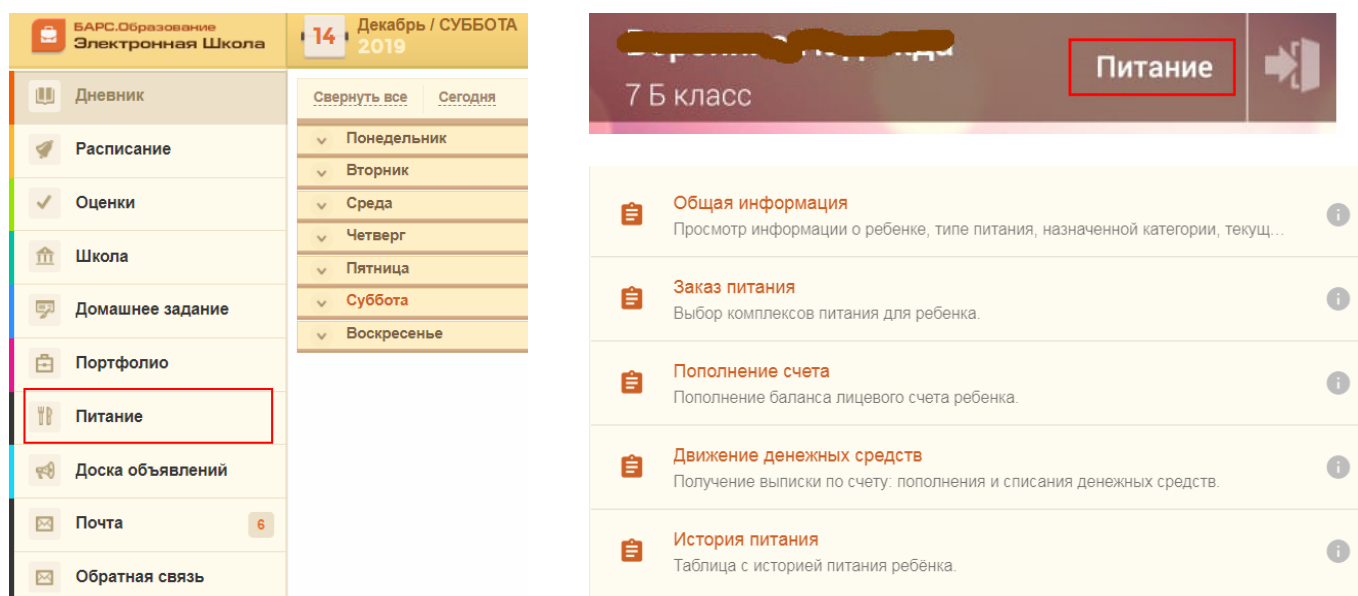 БАРС.Образование
Электронная Школа
14
Декабрь / СУББОТА
2019
Дневник
Расписание
Оценки
Школа
Домашнее задание
Портфолио
Питание
Доска объявлений
Почта
6
Обратная связь
Свернуть все
Сегодня
Понедельник
Вторник
Среда
Четверг
Пятница
Суббота
Воскресенье
7 Б класс
Питание
Общая информация
Просмотр информации о ребенке, типе питания, назначенной категории, текущ...
Заказ питания
Выбор комплексов питания для ребенка.
Пополнение счета
Пополнение баланса лицевого счета ребенка.
Движение денежных средств
Получение выписки по счету: пополнения и списания денежных средств.
История питания
Таблица с историей питания ребёнка.